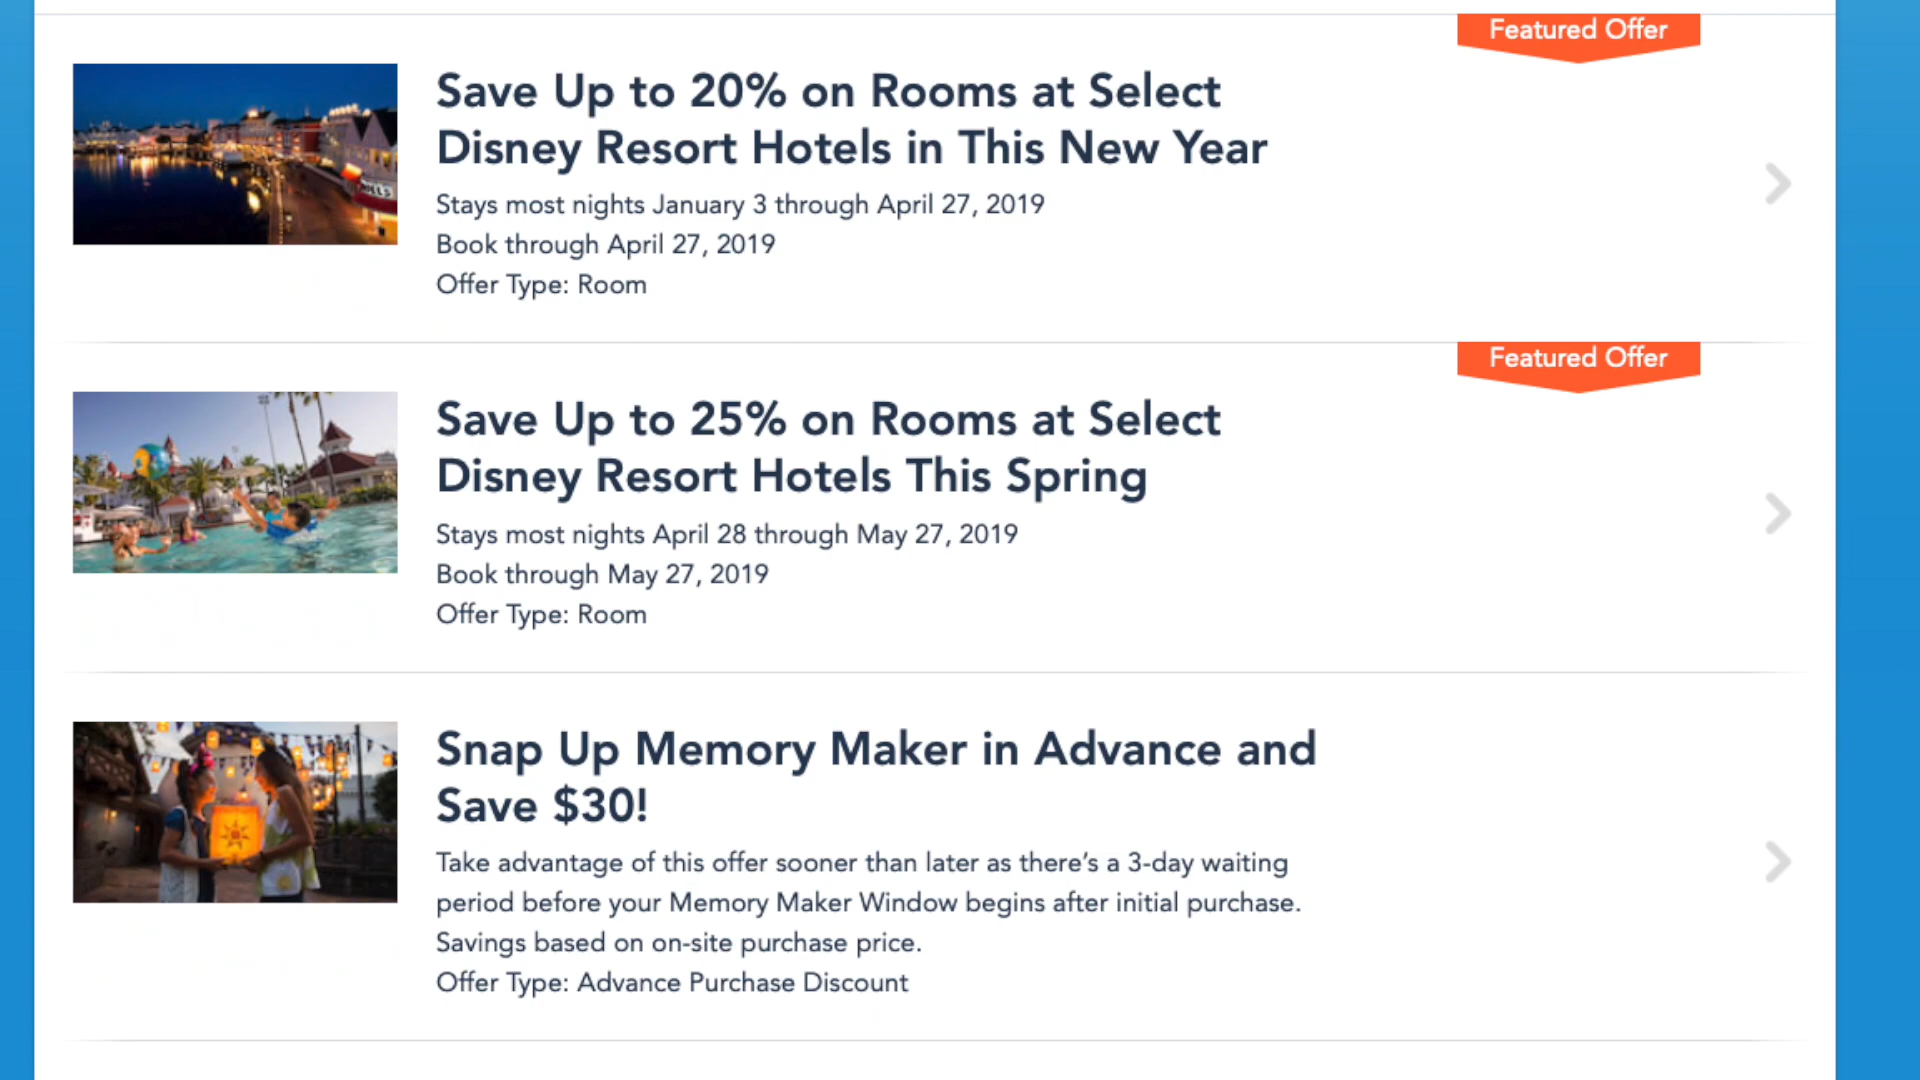 Featured Offer
Save Up to 20% on Rooms at Select
Disney Resort Hotels in This New Year
Stays most nights January 3 through April 27, 2019
Book through April 27, 2019
Offer Type: Room
Featured Offer
Save Up to 25% on Rooms at Select
Disney Resort Hotels This Spring
Stays most nights April 28 through May 27, 2019
Book through May 27, 2019
Offer Type: Room
Snap Up Memory Maker in Advance and
Save $30!
Take advantage of this offer sooner than later as there’s a 3-day waiting
period before your Memory Maker Window begins after initial purchase.
Savings based on on-site purchase price.
Offer Type: Advance Purchase Discount